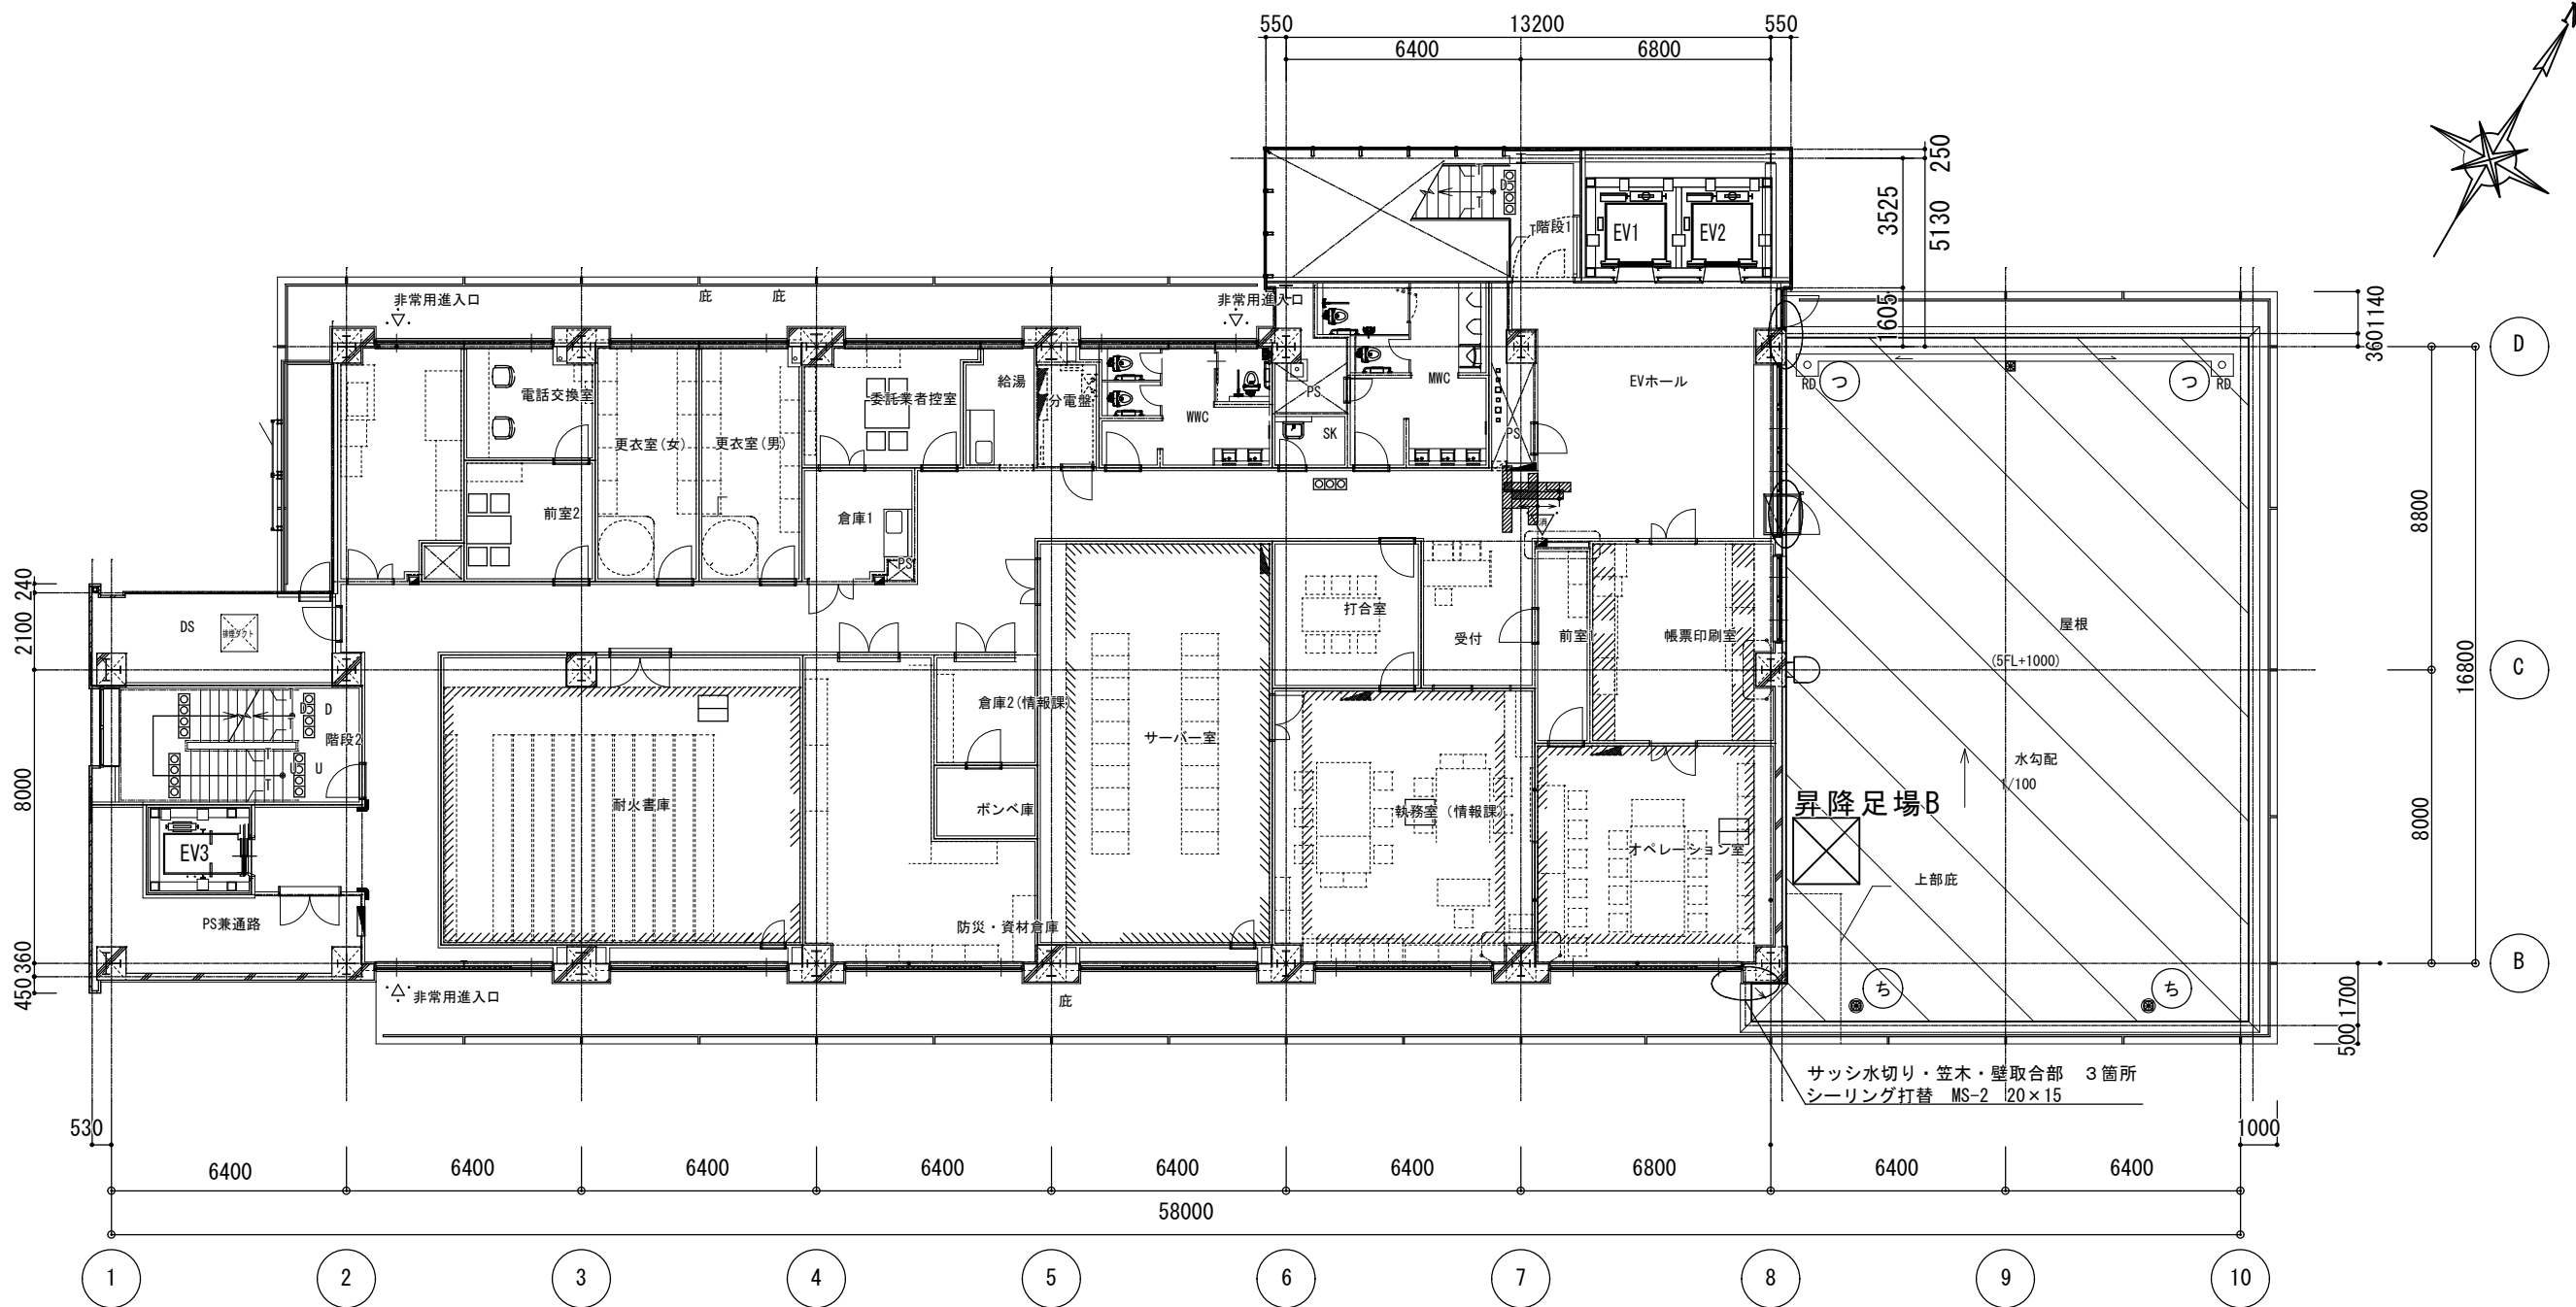 550
13200
550
6400
6800
250
3525
5130
1605
1140
360
非常用進入口
庇
庇
非常用進入口
階段1
T
T
T
D
EV1
EV2
電話交換室
委託業者控室
給湯
分電盤
WWC
PS
SK
MWC
PS
EVホール
RD
つ
つ
RD
D
更衣室(女)
更衣室(男)
前室2
倉庫1
PS
消
8800
240
2100
DS
排煙ダクト
打合室
受付
前室
帳票印刷室
屋根
(5FL+1000)
C
16800
倉庫2(情報課)
サーバー室
D
D
階段2
T
T
U
U
T
T
水勾配
1/100
8000
耐火書庫
ボンベ庫
執務室(情報課)
オペレーション室
昇降足場B
8000
EV3
上部庇
PS兼通路
防災・資材倉庫
360
450
非常用進入口
庇
ち
ち
B
1700
500
サッシ水切り・笠木・壁取合部 3箇所
シーリング打替 MS-2 20×15
530
1000
6400
6400
6400
6400
6400
6400
6800
6400
6400
58000
1
2
3
4
5
6
7
8
9
10